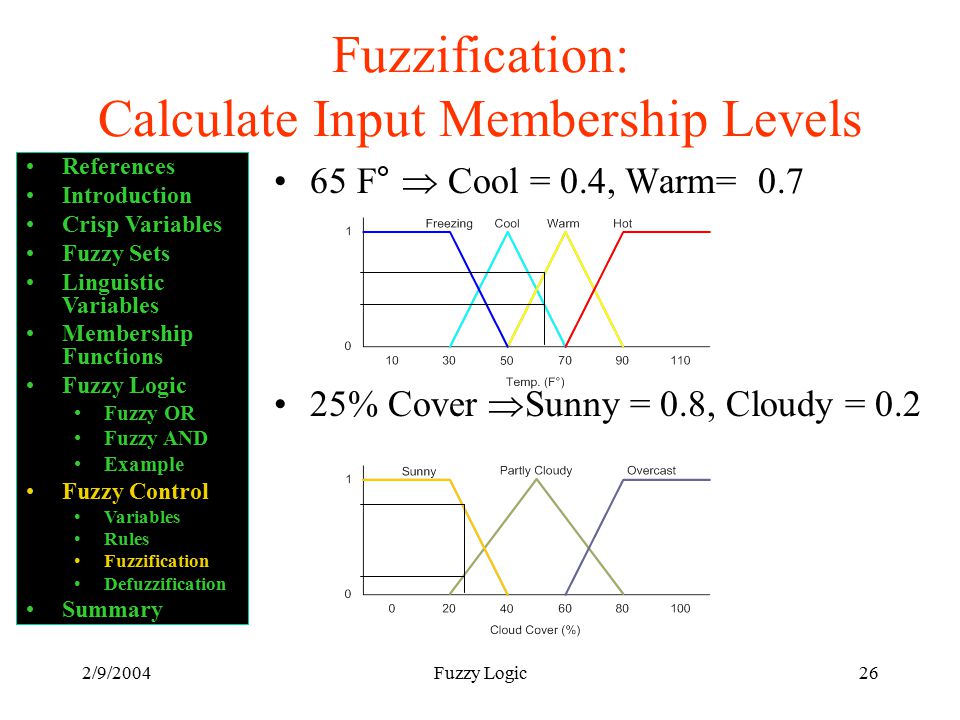 Fuzzification:
Calculate Input Membership Levels
• References
• Introduction
• Crisp Variables
• Fuzzy Sets
• Linguistic
Variables
• Membership
Functions
• Fuzzy Logic
• Fuzzy OR
• Fuzzy AND
• Example
• Fuzzy Control
• Variables
• Rules
• Fuzzification
• Defuzzification
• Summary
• 65 F° ⇒ Cool = 0.4, Warm= 0.7
Freezing Cool Warm Hot
1
0
10 30 50 70 90 110
Temp. (F°)
• 25% Cover ⇒Sunny = 0.8, Cloudy = 0.2
Sunny Partly Cloudy Overcast
1
0
0 20 40 60 80 100
Cloud Cover (%)
2/9/2004 Fuzzy Logic 26